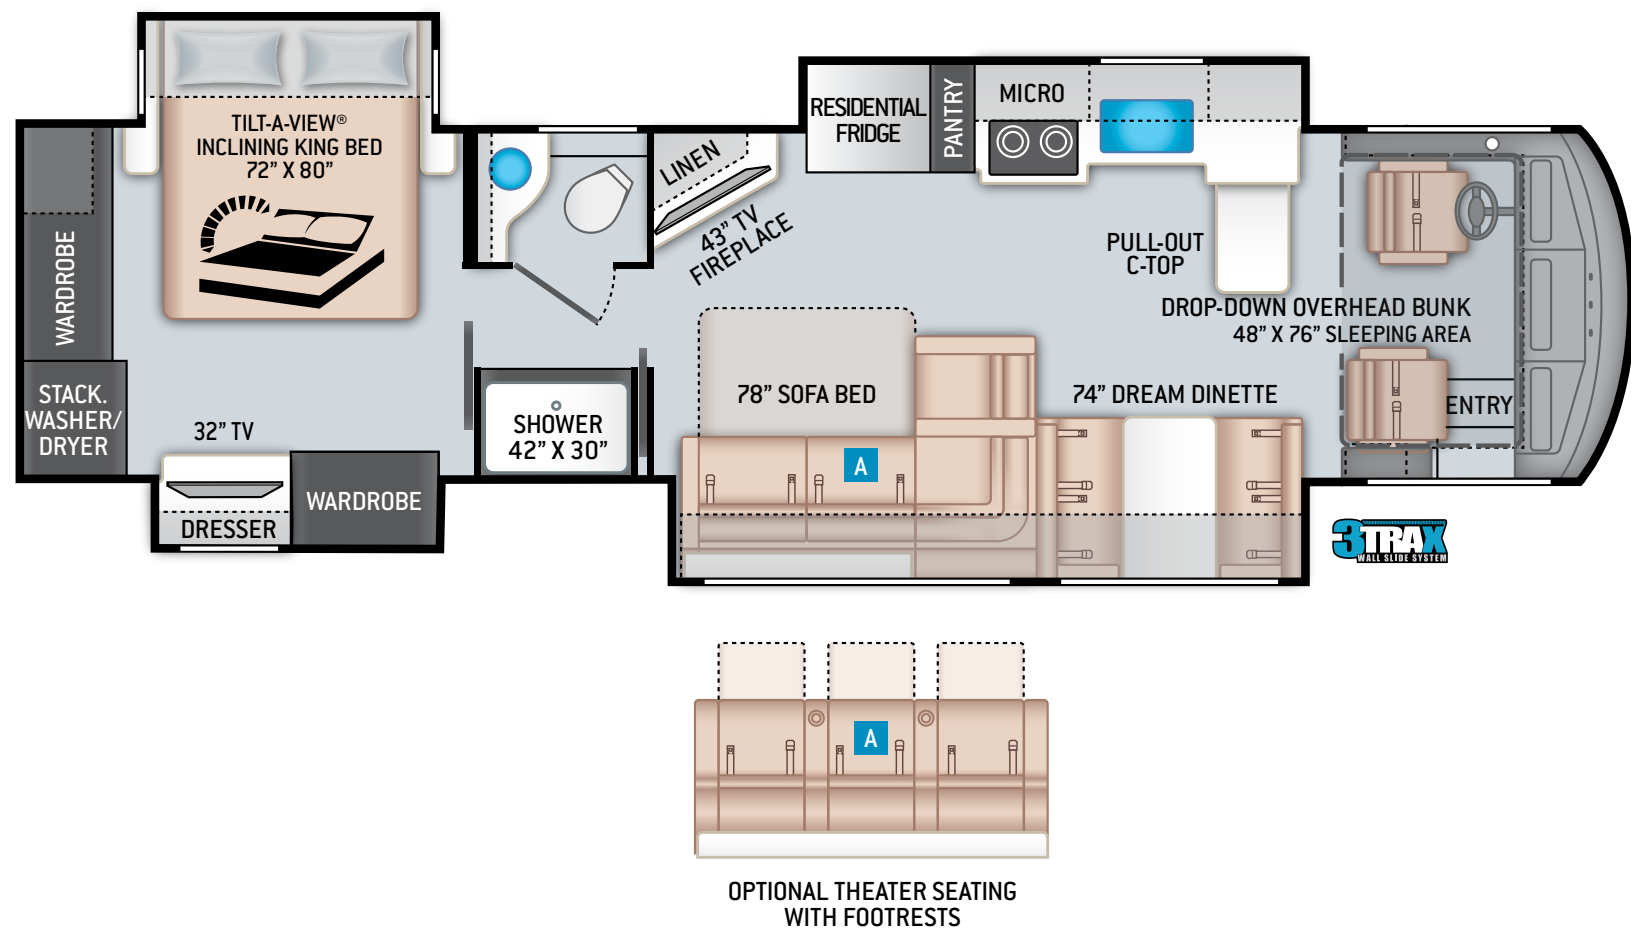 TILT-A-VIEW®
INCLINING KING BED
72” X 80”
WARDROBE
STACK.
WASHER/
DRYER
32” TV
DRESSER
WARDROBE
SHOWER
42” X 30”
LINEN
43” TV
FIREPLACE
RESIDENTIAL
FRIDGE
PANTRY
MICRO
PULL-OUT
C-TOP
DROP-DOWN OVERHEAD BUNK
48” X 76” SLEEPING AREA
78” SOFA BED
A
74” DREAM DINETTE
ENTRY
3TRAX
WALL SLIDE SYSTEM
A
OPTIONAL THEATER SEATING
WITH FOOTRESTS